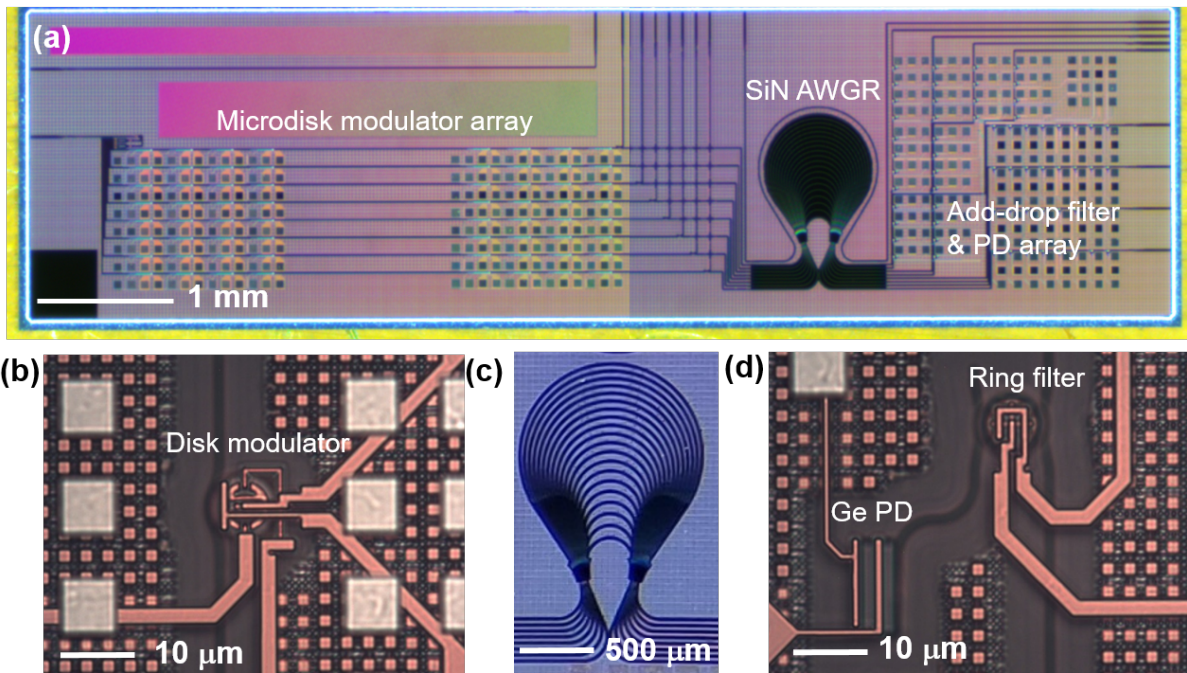 (a)
SiN AWGR
Microdisk modulator array
Add-drop filter
& PD array
1 mm
(b)
Disk modulator
10 μm
(c)
500 μm
(d)
Ring filter
Ge PD
10 μm